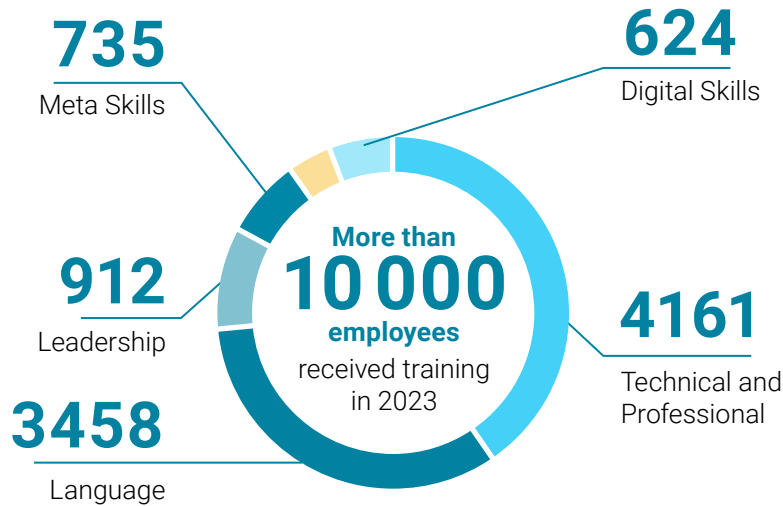 735
Meta Skills
624
Digital Skills
More than
10 000
employees
received training
in 2023
912
Leadership
4161
Technical and
Professional
3458
Language